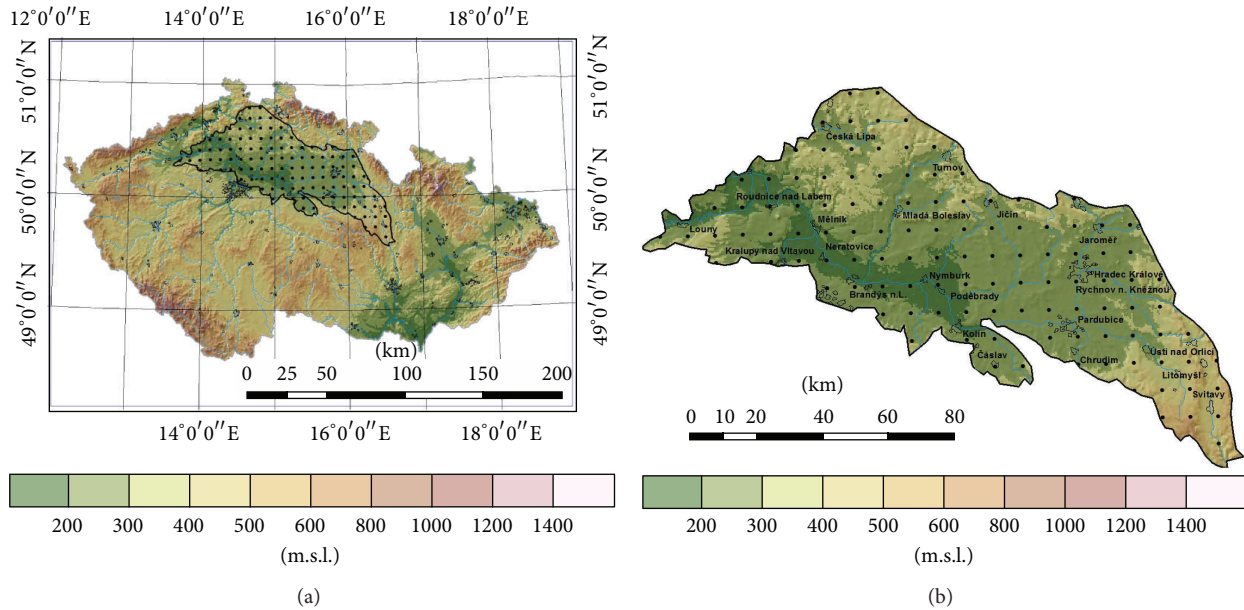 12°0′0″E 14°0′0″E 16°0′0″E 18°0′0″E
51°0′0″N
50°0′0″N
49°0′0″N
51°0′0″N
50°0′0″N
49°0′0″N
(km)
0 25 50 100 150 200
14°0′0″E 16°0′0″E 18°0′0″E
200 300 400 500 600 800 1000 1200 1400
(m.s.l.)
(a)
Česká Lípa
Turnov
Roudnice nad Labem
Mělník
Mladá Boleslav
Jičín
Louny
Jaroměř
Kralupy nad Vltavou
Neratovice
Nymburk
Hradec Králové
Rychnov n. Kněžnou
Brandýs n.L.
Poděbrady
Pardubice
Kolín
Čáslav
Chrudim
Ústí nad Orlicí
Litomyšl
Svitavy
(km)
0 10 20 40 60 80
200 300 400 500 600 800 1000 1200 1400
(m.s.l.)
(b)